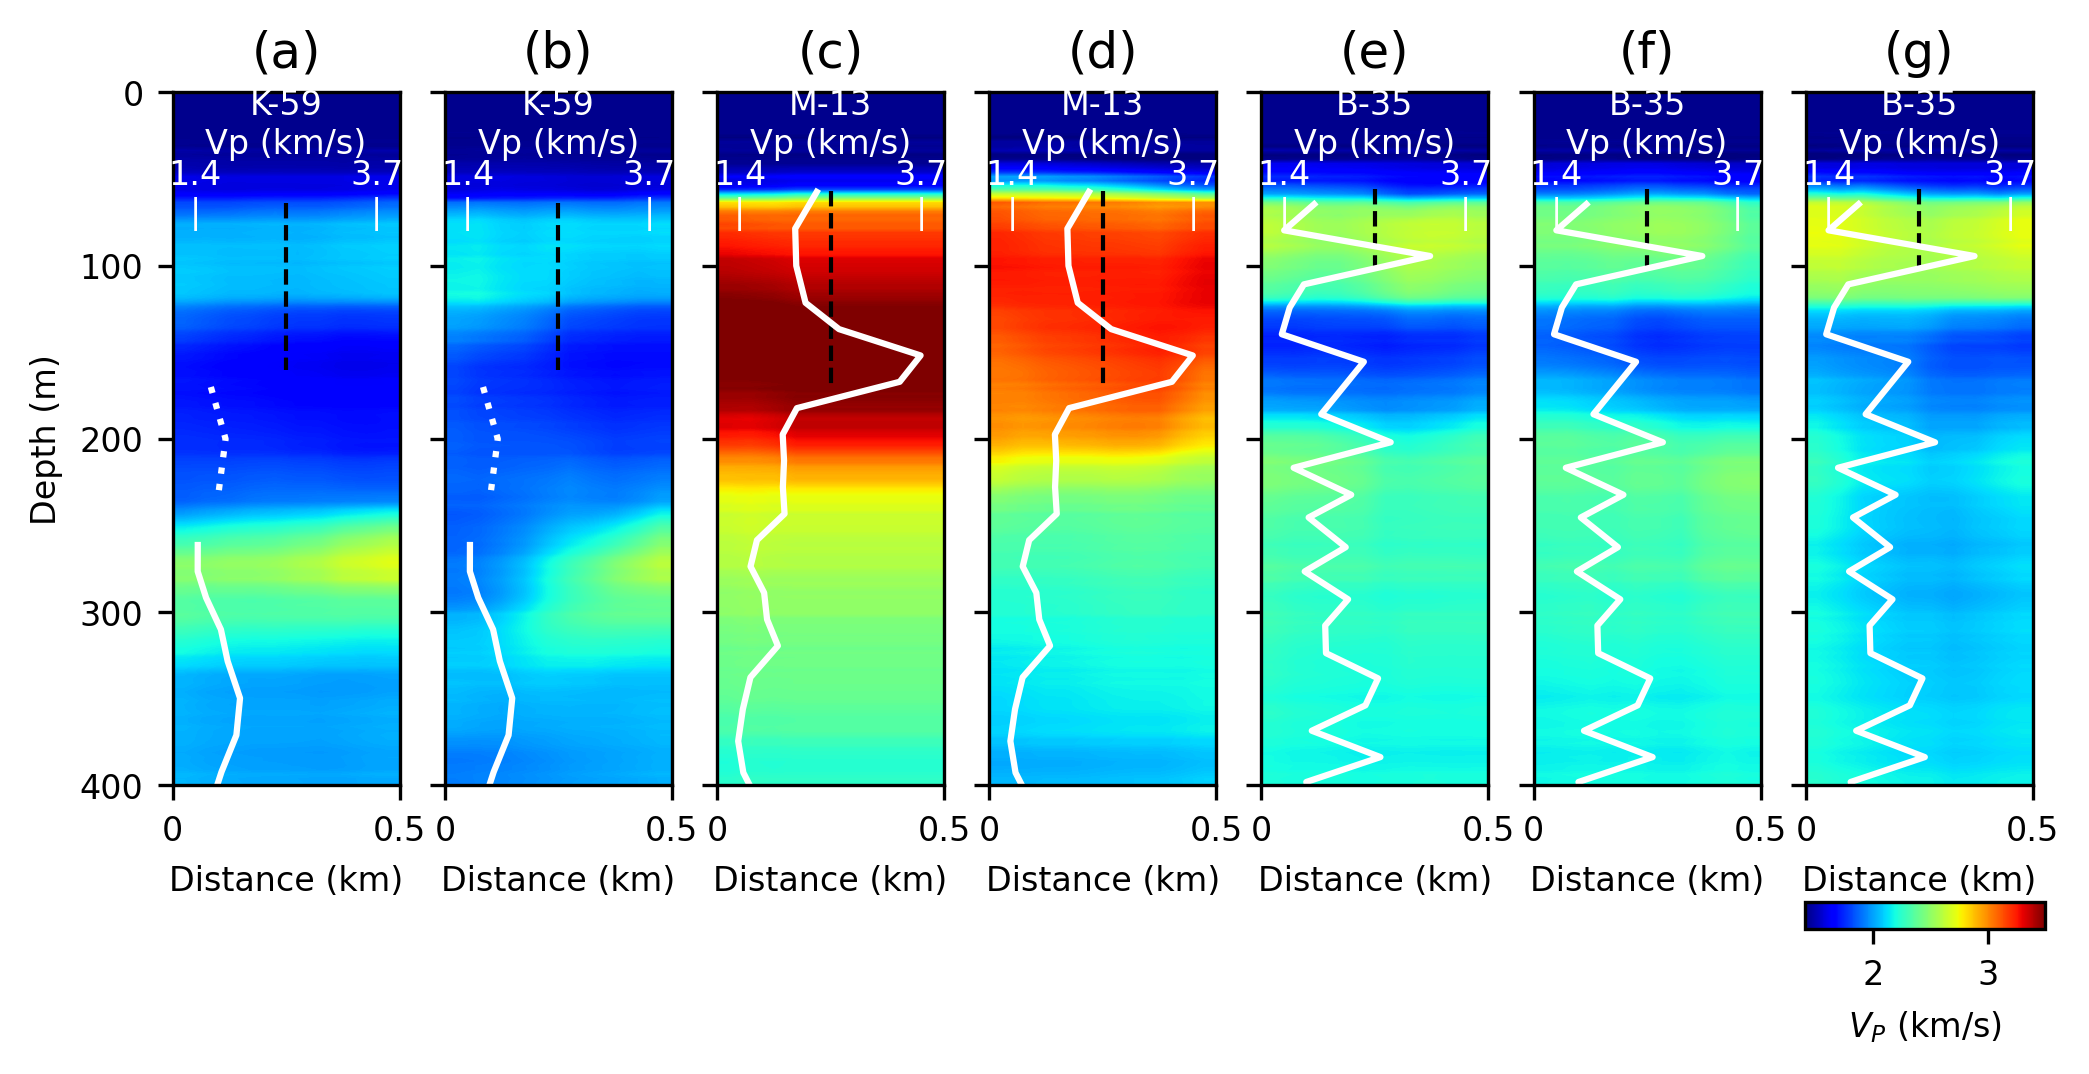 (a) (b) (c) (d) (e) (f) (g)
K-59 K-59 M-13 M-13 B-35 B-35 B-35
Vp (km/s) Vp (km/s) Vp (km/s) Vp (km/s) Vp (km/s) Vp (km/s) Vp (km/s)
1.4 3.7 1.4 3.7 1.4 3.7 1.4 3.7 1.4 3.7 1.4 3.7 1.4 3.7
0
100
200
300
400
Depth (m)
0 0.5 0 0.5 0 0.5 0 0.5 0 0.5 0 0.5 0 0.5
Distance (km) Distance (km) Distance (km) Distance (km) Distance (km) Distance (km) Distance (km)
2 3
V_P (km/s)